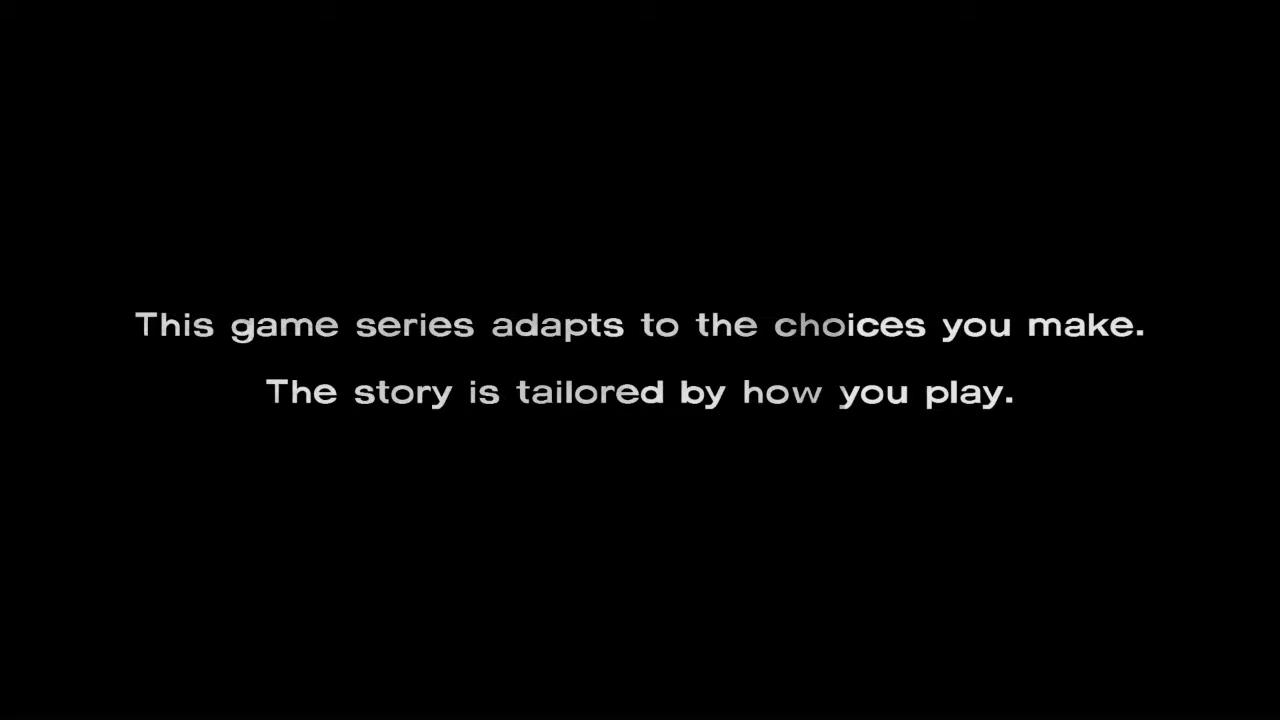 This game series adapts to the choices you make.
The story is tailored by how you play.